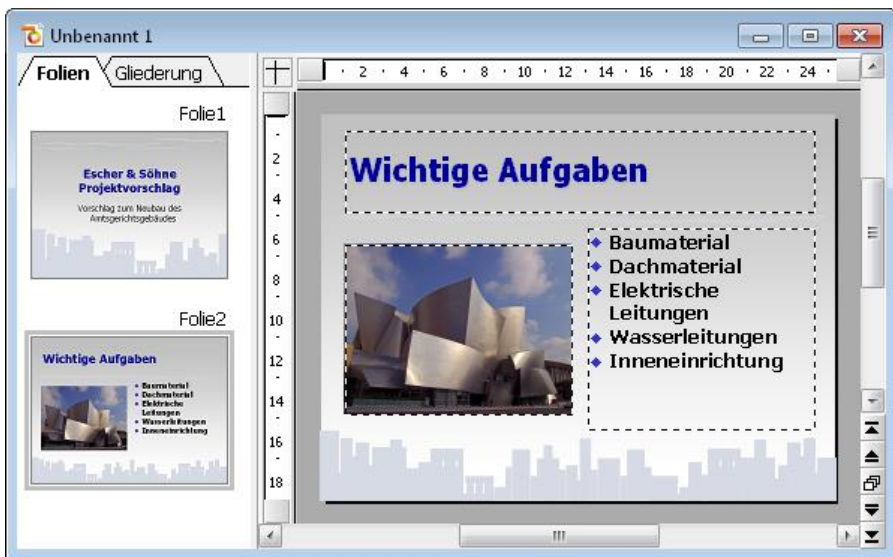 Unbenannt 1
Folien Gliederung
2 4 6 8 10 12 14 16 18 20 22 24
Folie1
Escher & Söhne
Projektvorschlag
Vorschlag zum Neubau des
Amtsgerichtsgebäudes
Folie2
Wichtige Aufgaben
Baumaterial
Dachmaterial
Elektrische
Leitungen
Wasserleitungen
Inneneinrichtung
2
4
6
8
10
12
14
16
18
Wichtige Aufgaben
Baumaterial
Dachmaterial
Elektrische
Leitungen
Wasserleitungen
Inneneinrichtung